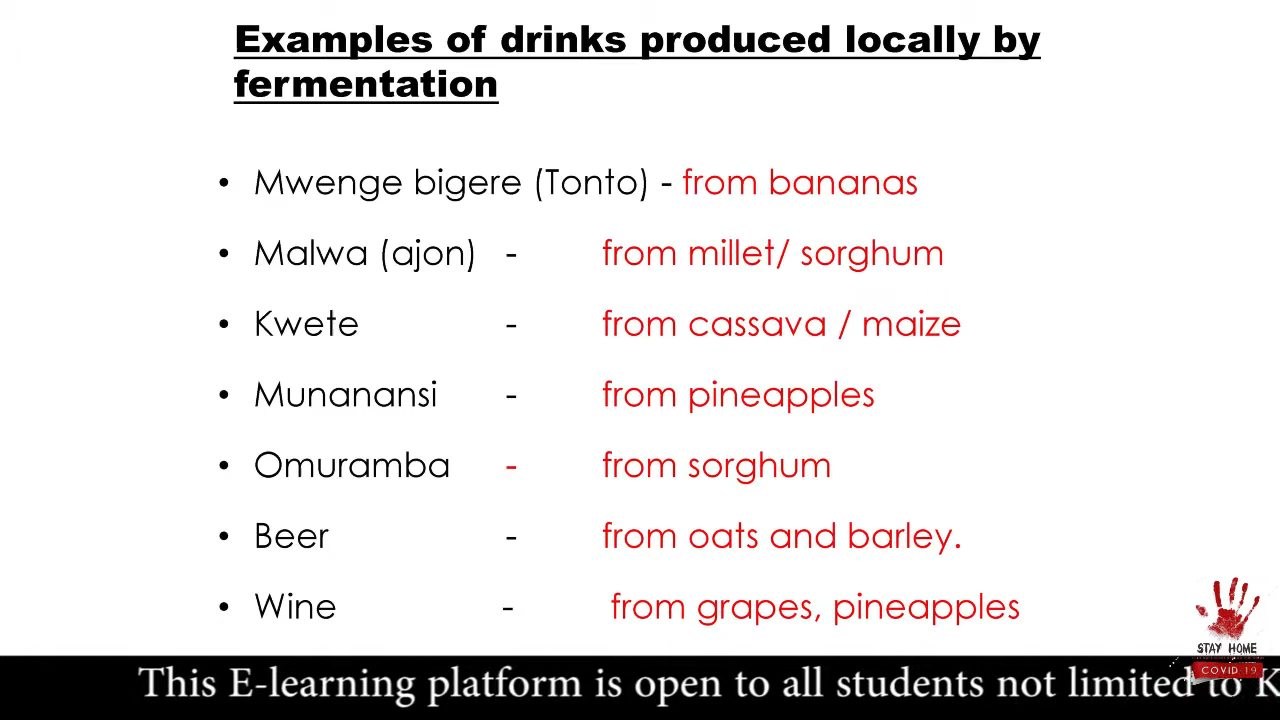 Examples of drinks produced locally by
fermentation
• Mwenge bigere (Tonto) - from bananas
• Malwa (ajon) - from millet/ sorghum
• Kwete - from cassava / maize
• Munanansi - from pineapples
• Omuramba - from sorghum
• Beer - from oats and barley.
• Wine - from grapes, pineapples
STAY HOME
COVID.19
This E-learning platform is open to all students not limited to K